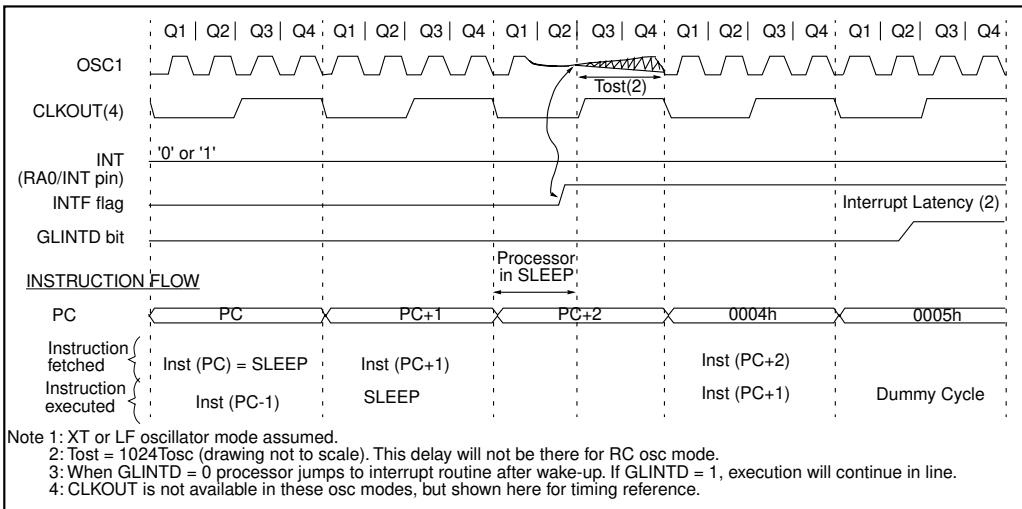 Q1 | Q2 | Q3 | Q4 Q1 | Q2 | Q3 | Q4 Q1 | Q2 | Q3 | Q4 Q1 | Q2 | Q3 | Q4 Q1 | Q2 | Q3 | Q4
OSC1
Tost(2)
CLKOUT(4)
'0' or '1'
INT
(RA0/INT pin)
INTF flag
Interrupt Latency (2)
GLINTD bit
Processor
in SLEEP
INSTRUCTION FLOW
PC PC PC+1 PC+2 0004h 0005h
Instruction
fetched
Inst (PC) = SLEEP Inst (PC+1) Inst (PC+2)
Instruction
executed
Inst (PC-1) SLEEP Inst (PC+1) Dummy Cycle
Note 1: XT or LF oscillator mode assumed.
2: Tost = 1024Tosc (drawing not to scale). This delay will not be there for RC osc mode.
3: When GLINTD = 0 processor jumps to interrupt routine after wake-up. If GLINTD = 1, execution will continue in line.
4: CLKOUT is not available in these osc modes, but shown here for timing reference.